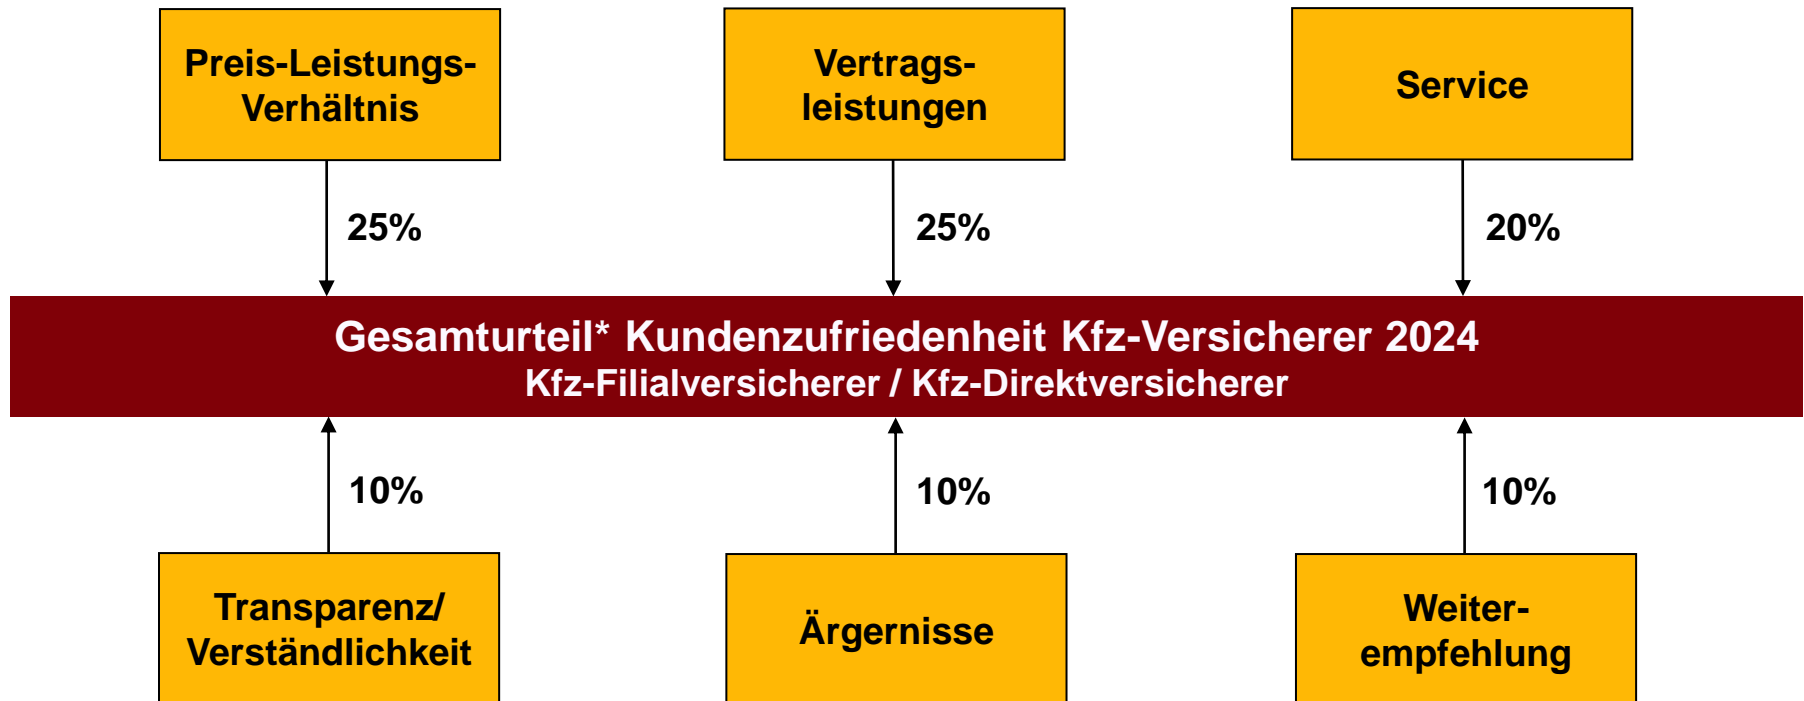 Preis-Leistungs-
Verhältnis
Vertrags-
leistungen
Service
25%
25%
20%
Gesamturteil* Kundenzufriedenheit Kfz-Versicherer 2024
Kfz-Filialversicherer / Kfz-Direktversicherer
10%
10%
10%
Transparenz/
Verständlichkeit
Ärgernisse
Weiter-
empfehlung